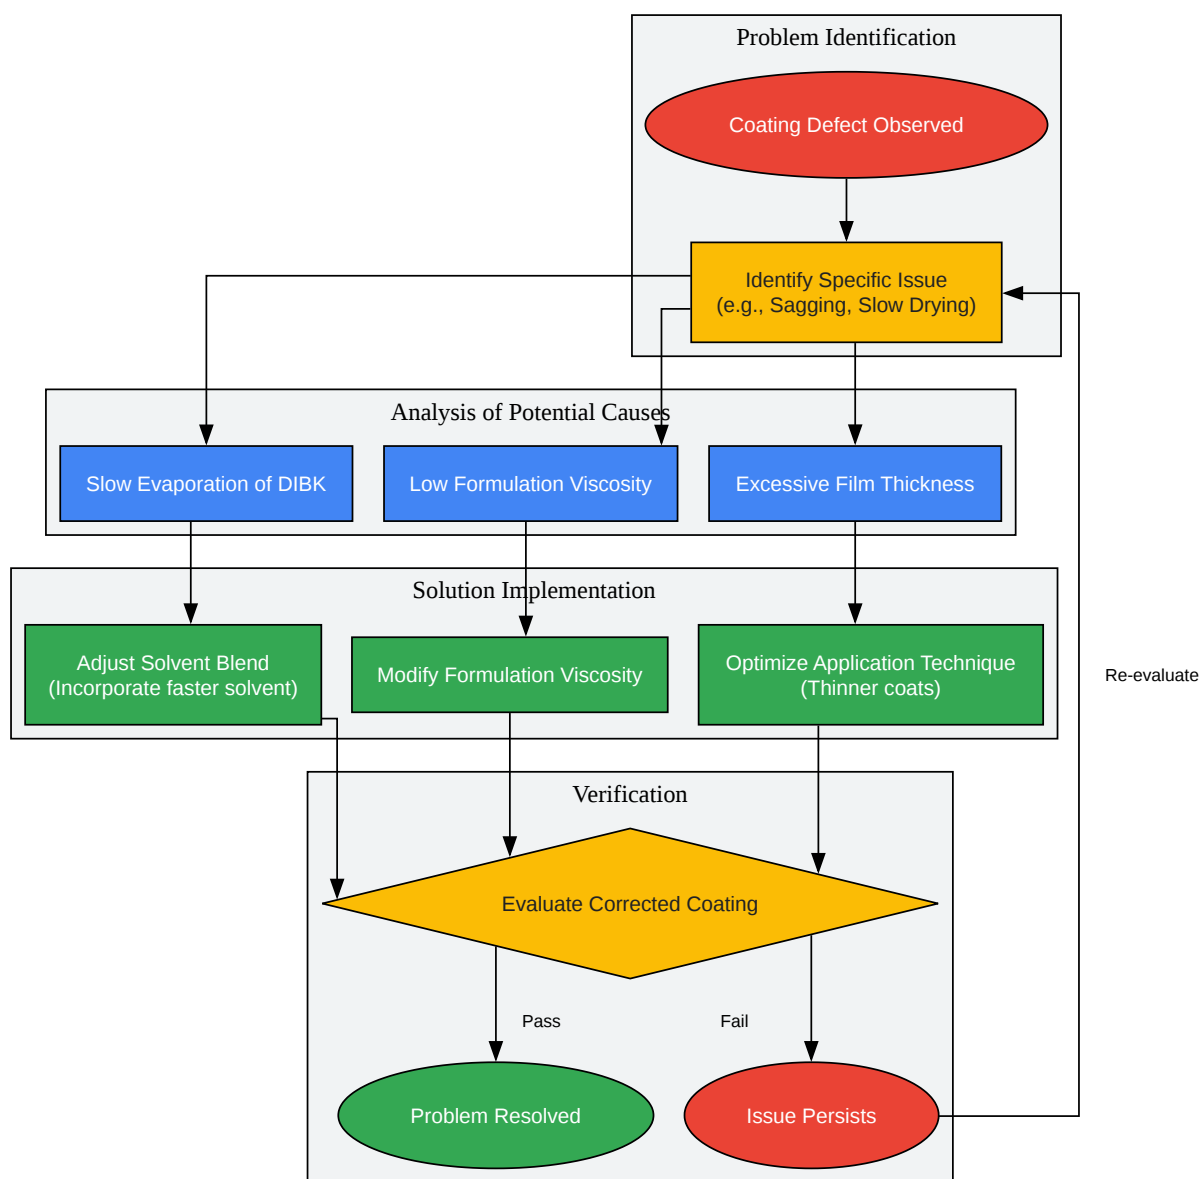 Problem Identification
Coating Defect Observed
Identify Specific Issue
(e.g., Sagging, Slow Drying)
Analysis of Potential Causes
Slow Evaporation of DIBK
Low Formulation Viscosity
Excessive Film Thickness
Solution Implementation
Adjust Solvent Blend
(Incorporate faster solvent)
Modify Formulation Viscosity
Optimize Application Technique
(Thinner coats)
Re-evaluate
Verification
Evaluate Corrected Coating
Pass
Fail
Problem Resolved
Issue Persists